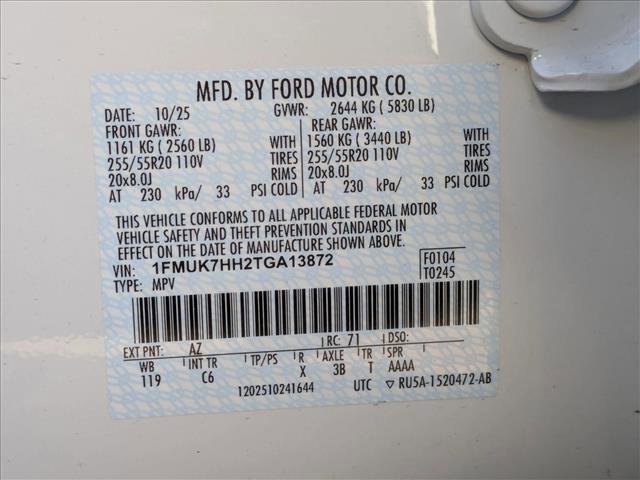 MFD. BY FORD MOTOR CO.
DATE: 10/25 GVWR: 2644 KG ( 5830 LB)
FRONT GAWR: REAR GAWR:
1161 KG ( 2560 LB) WITH 1560 KG ( 3440 LB) WITH
255/55R20 110V TIRES 255/55R20 110V TIRES
20x8.0J RIMS 20x8.0J RIMS
AT 230 kPa/ 33 PSI COLD AT 230 kPa/ 33 PSI COLD
THIS VEHICLE CONFORMS TO ALL APPLICABLE FEDERAL MOTOR
VEHICLE SAFETY AND THEFT PREVENTION STANDARDS IN
EFFECT ON THE DATE OF MANUFACTURE SHOWN ABOVE.
VIN: 1FMUK7HH2TGA13872 F0104
TYPE: MPV T0245
EXT PNT: AZ RC: 71 DSO:
WB INT TR TP/PS R AXLE TR SPR
119 C6 X 3B T AAAA
1202510241644 UTC ▽ RU5A-1520472-AB